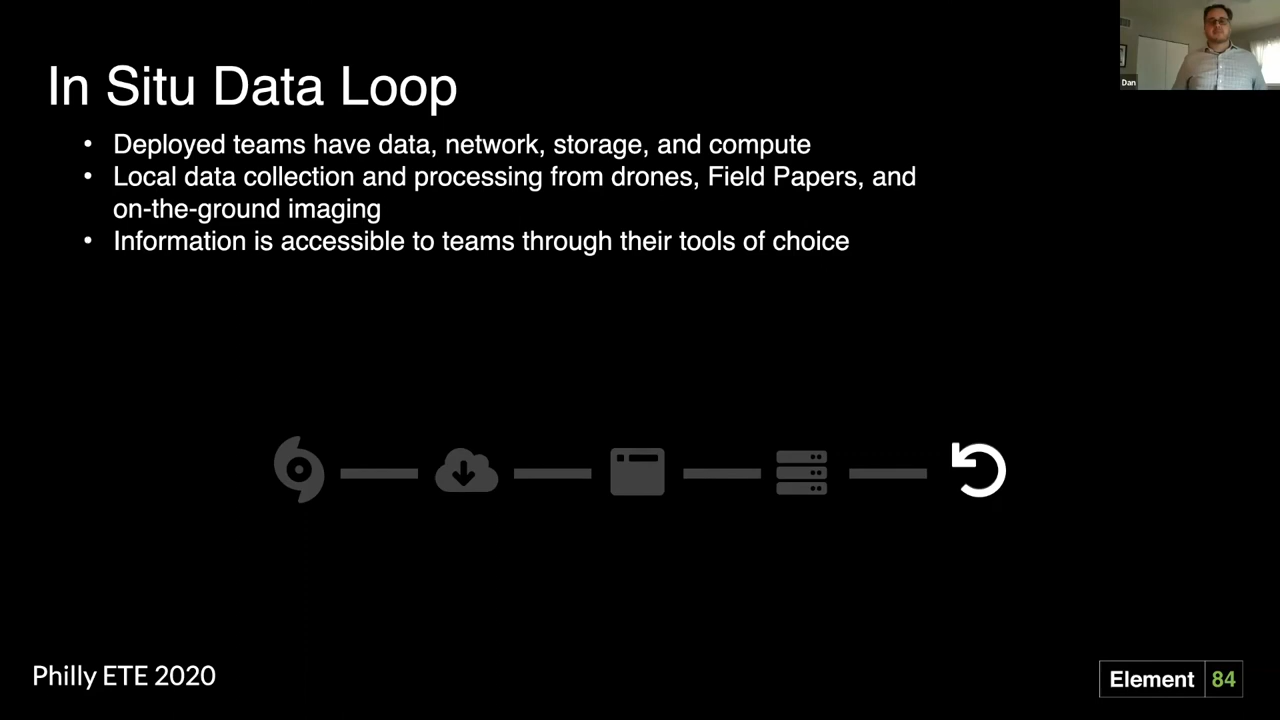 Dan
In Situ Data Loop
• Deployed teams have data, network, storage, and compute
• Local data collection and processing from drones, Field Papers, and
on-the-ground imaging
• Information is accessible to teams through their tools of choice
Philly ETE 2020
Element 84